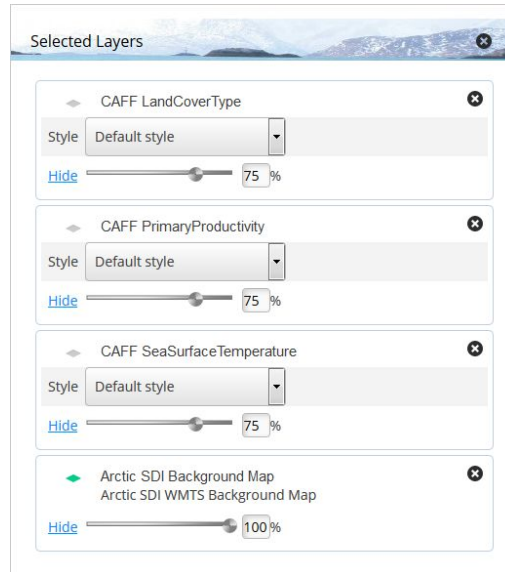 Selected Layers
CAFF LandCoverType
Style Default style
Hide 75 %
CAFF PrimaryProductivity
Style Default style
Hide 75 %
CAFF SeaSurfaceTemperature
Style Default style
Hide 75 %
Arctic SDI Background Map
Arctic SDI WMTS Background Map
Hide 100 %